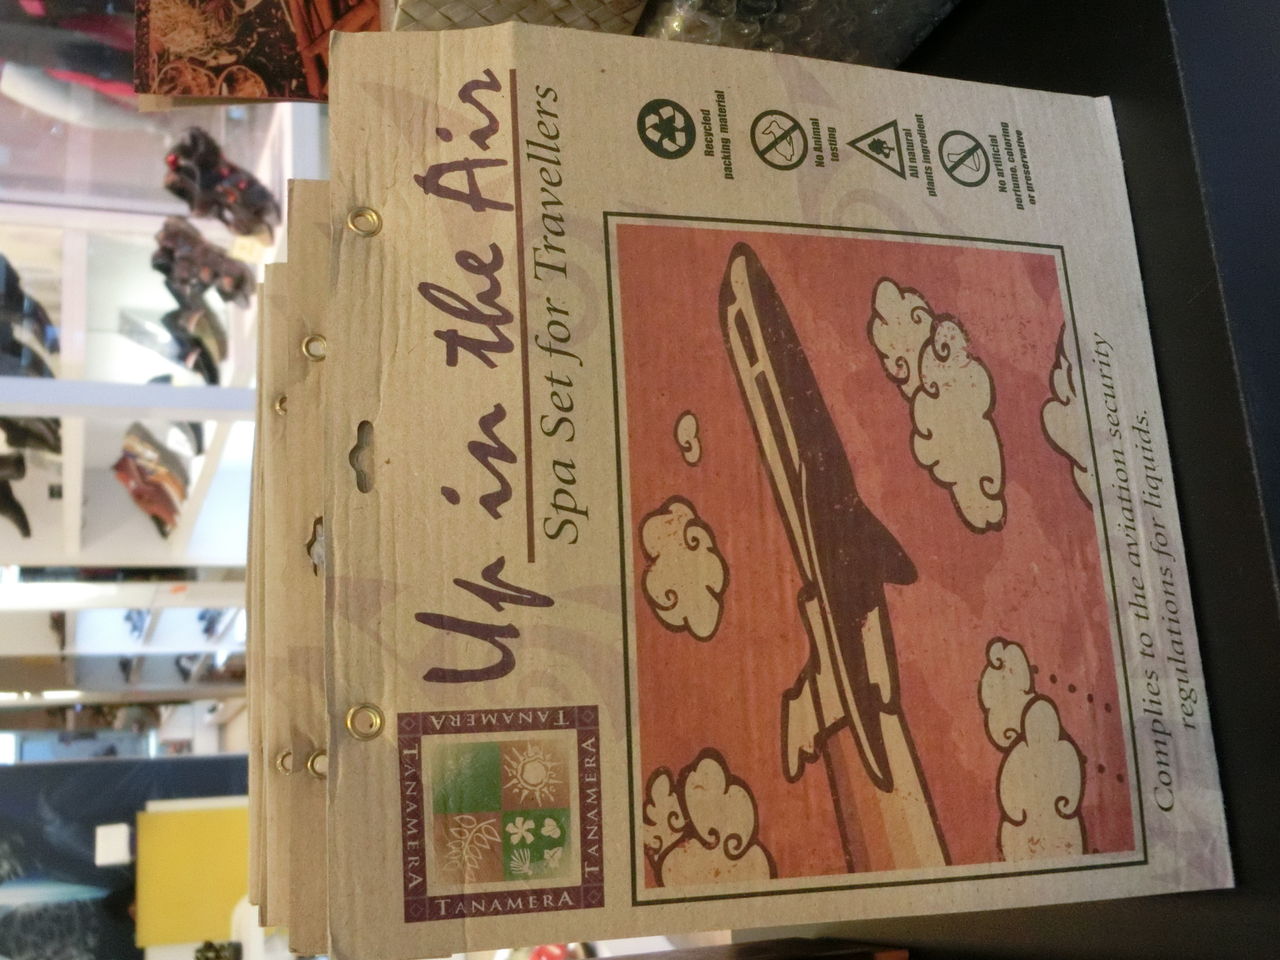 Up in the Air
Spa Set for Travellers
TANAMERA
TANAMERA
TANAMERA
TANAMERA
Recycled
packing material
No Animal
testing
All natural
plants ingredient
No artificial
perfume, coloring
or preservative
Complies to the aviation security
regulations for liquids.